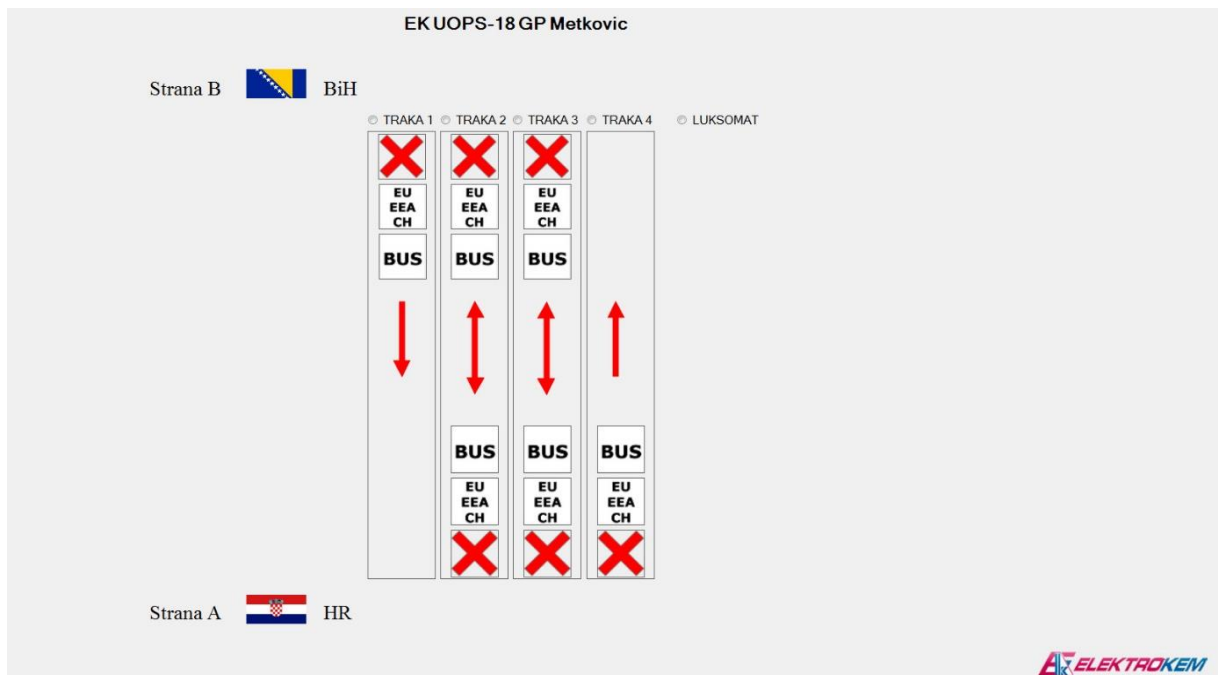 EK UOPS-18 GP Metkovic
Strana B BiH
TRAKA 1 TRAKA 2 TRAKA 3 TRAKA 4 LUKSOMAT
EU EEA CH
EU EEA CH
EU EEA CH
BUS BUS BUS
BUS BUS BUS
EU EEA CH
EU EEA CH
EU EEA CH
Strana A HR
ELEKTROKEM